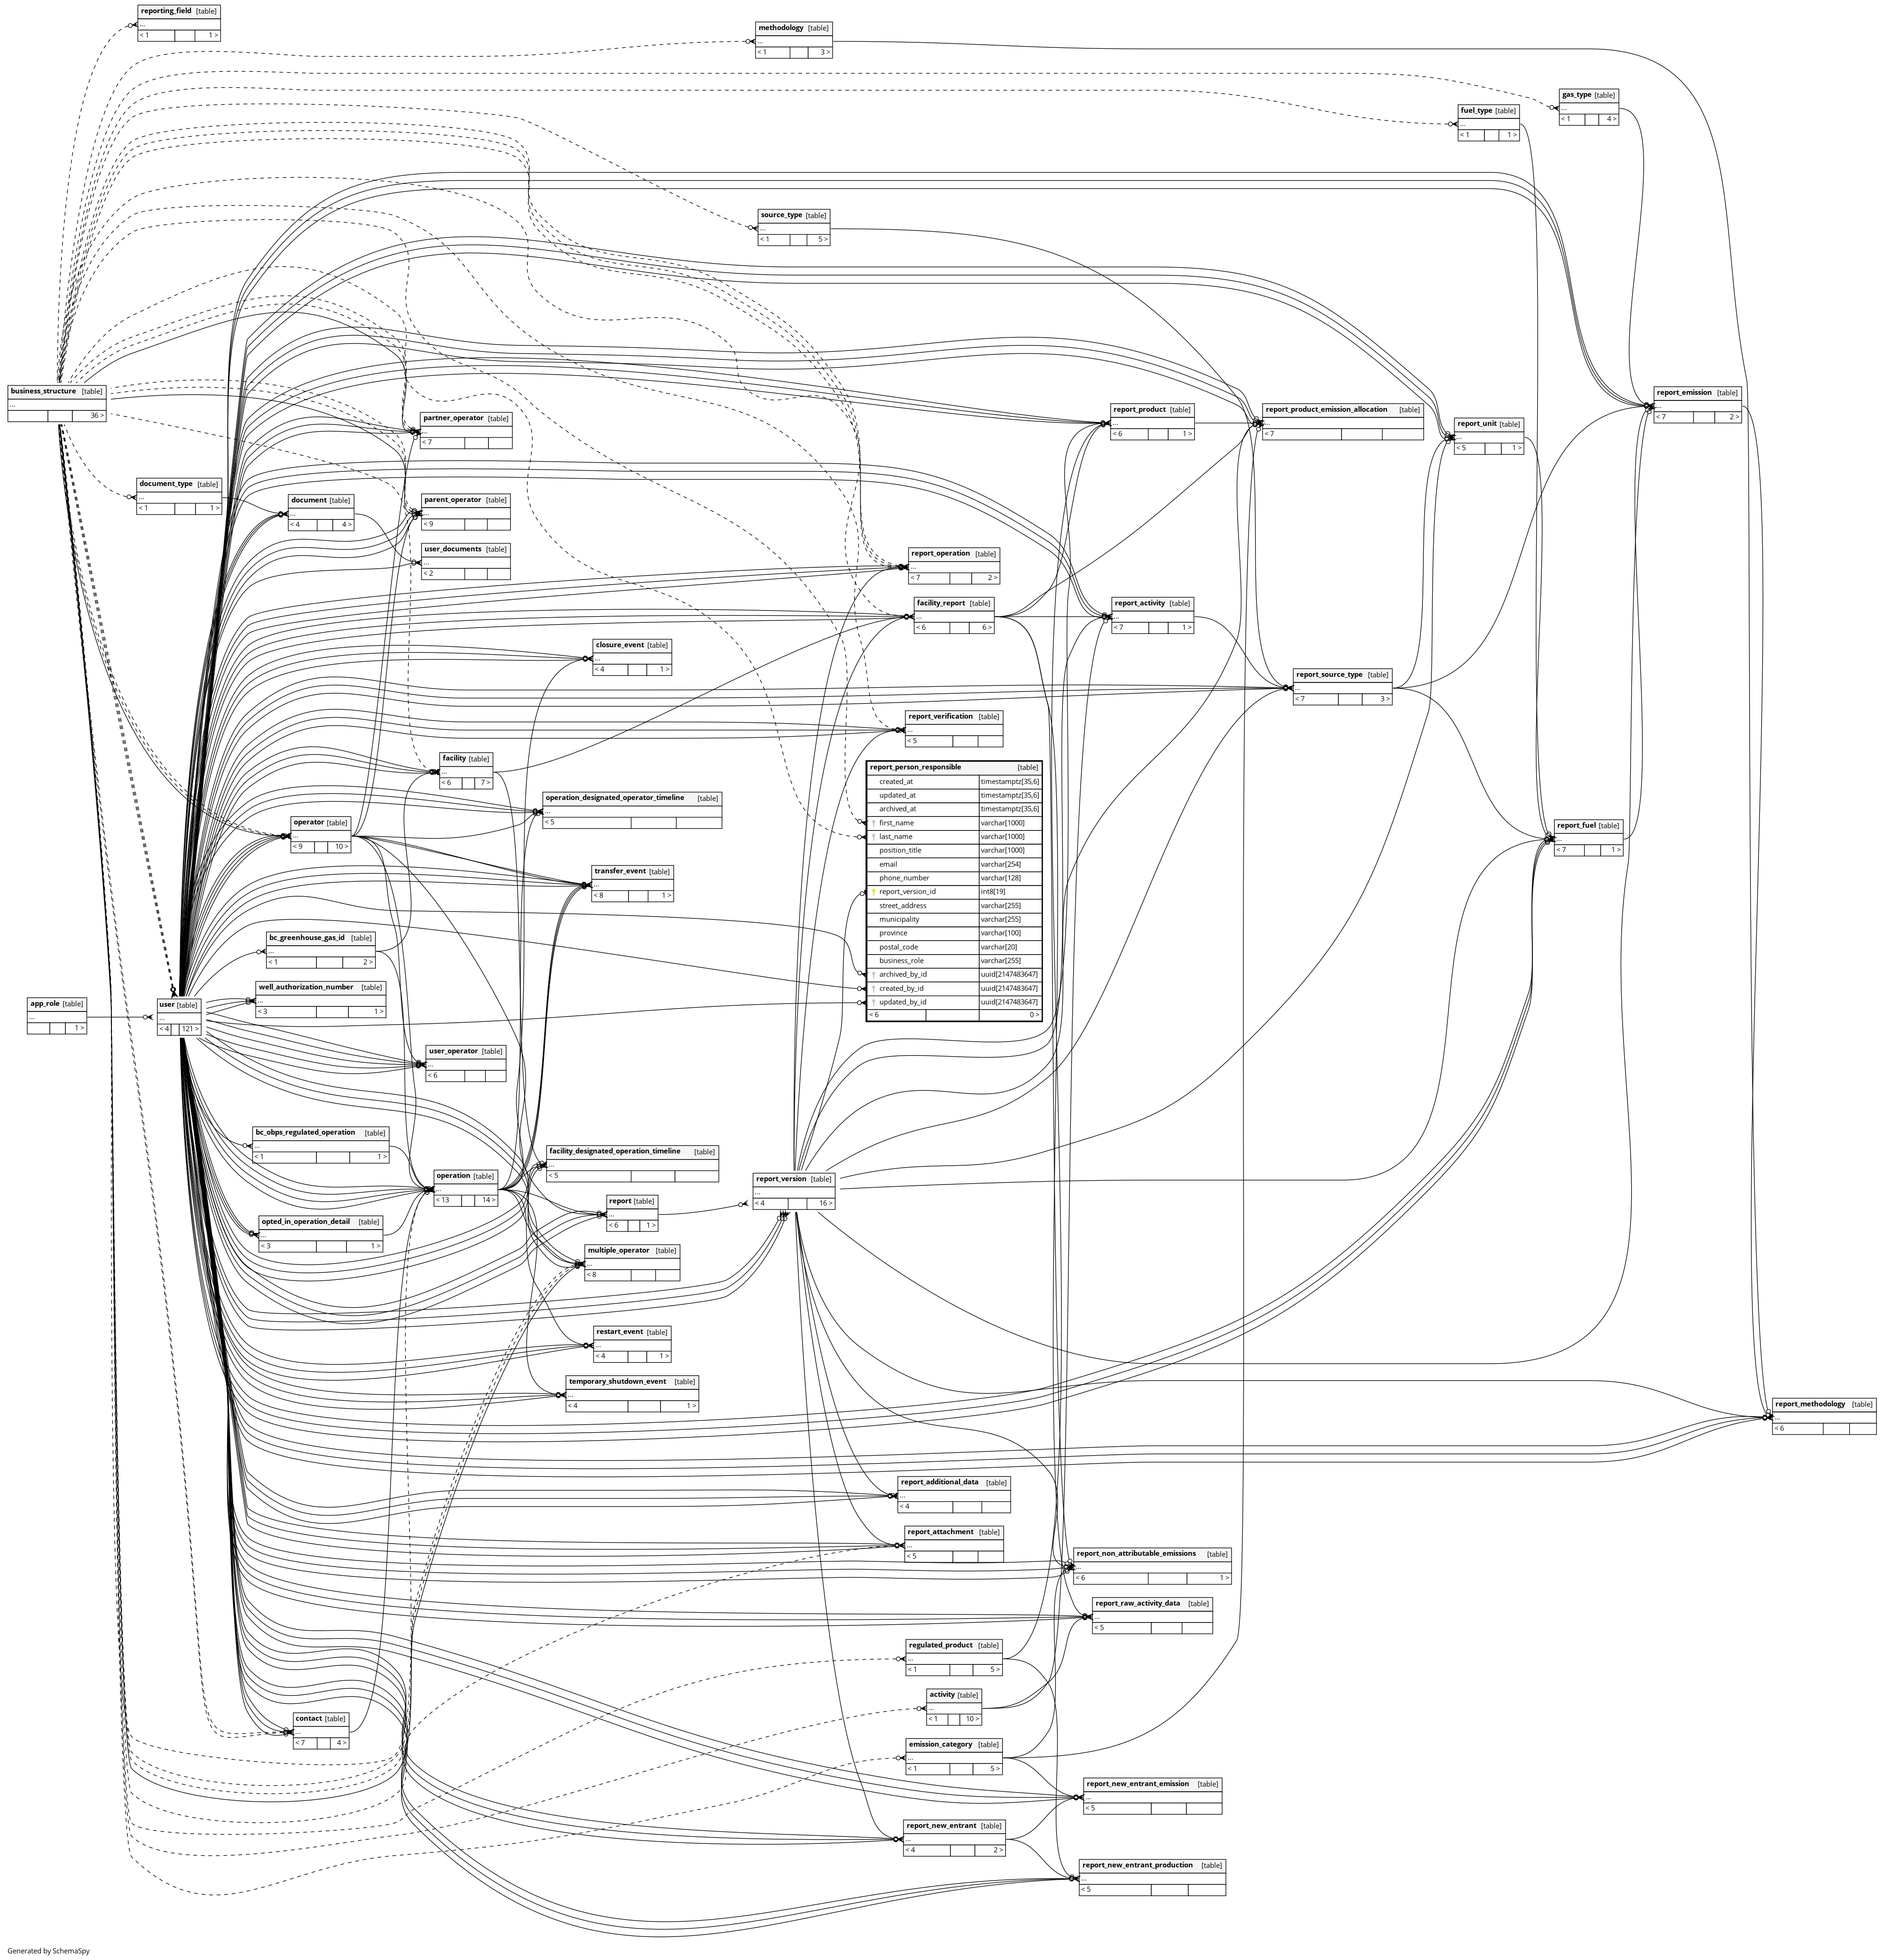 reporting_field [table]
...
< 1 1 >
methodology [table]
...
< 1 3 >
gas_type [table]
...
< 1 4 >
fuel_type [table]
...
< 1 1 >
source_type [table]
...
< 1 5 >
business_structure [table]
...
36 >
report_emission [table]
...
< 7 2 >
partner_operator [table]
...
< 7
report_product [table]
...
< 6 1 >
report_product_emission_allocation [table]
...
< 7
report_unit [table]
...
< 5 1 >
document_type [table]
...
< 1 1 >
document [table]
...
< 4 4 >
parent_operator [table]
...
< 9
user_documents [table]
...
< 2
report_operation [table]
...
< 7 2 >
facility_report [table]
...
< 6 6 >
report_activity [table]
...
< 7 1 >
closure_event [table]
...
< 4 1 >
report_source_type [table]
...
< 7 3 >
report_verification [table]
...
< 5
facility [table]
...
< 6 7 >
report_person_responsible [table]
created_at timestamptz[35,6]
updated_at timestamptz[35,6]
archived_at timestamptz[35,6]
first_name varchar[1000]
last_name varchar[1000]
position_title varchar[1000]
email varchar[254]
phone_number varchar[128]
report_version_id int8[19]
street_address varchar[255]
municipality varchar[255]
province varchar[100]
postal_code varchar[20]
business_role varchar[255]
archived_by_id uuid[2147483647]
created_by_id uuid[2147483647]
updated_by_id uuid[2147483647]
< 6 0 >
operation_designated_operator_timeline [table]
...
< 5
operator [table]
...
< 9 10 >
report_fuel [table]
...
< 7 1 >
transfer_event [table]
...
< 8 1 >
bc_greenhouse_gas_id [table]
...
< 1 2 >
well_authorization_number [table]
...
< 3 1 >
app_role [table]
...
1 >
user [table]
...
< 4 121 >
user_operator [table]
...
< 6
bc_obps_regulated_operation [table]
...
< 1 1 >
facility_designated_operation_timeline [table]
...
< 5
operation [table]
...
< 13 14 >
report_version [table]
...
< 4 16 >
report [table]
...
< 6 1 >
opted_in_operation_detail [table]
...
< 3 1 >
multiple_operator [table]
...
< 8
restart_event [table]
...
< 4 1 >
temporary_shutdown_event [table]
...
< 4 1 >
report_methodology [table]
...
< 6
report_additional_data [table]
...
< 4
report_attachment [table]
...
< 5
report_non_attributable_emissions [table]
...
< 6 1 >
report_raw_activity_data [table]
...
< 5
regulated_product [table]
...
< 1 5 >
activity [table]
...
< 1 10 >
contact [table]
...
< 7 4 >
emission_category [table]
...
< 1 5 >
report_new_entrant_emission [table]
...
< 5
report_new_entrant [table]
...
< 4 2 >
report_new_entrant_production [table]
...
< 5
Generated by SchemaSpy